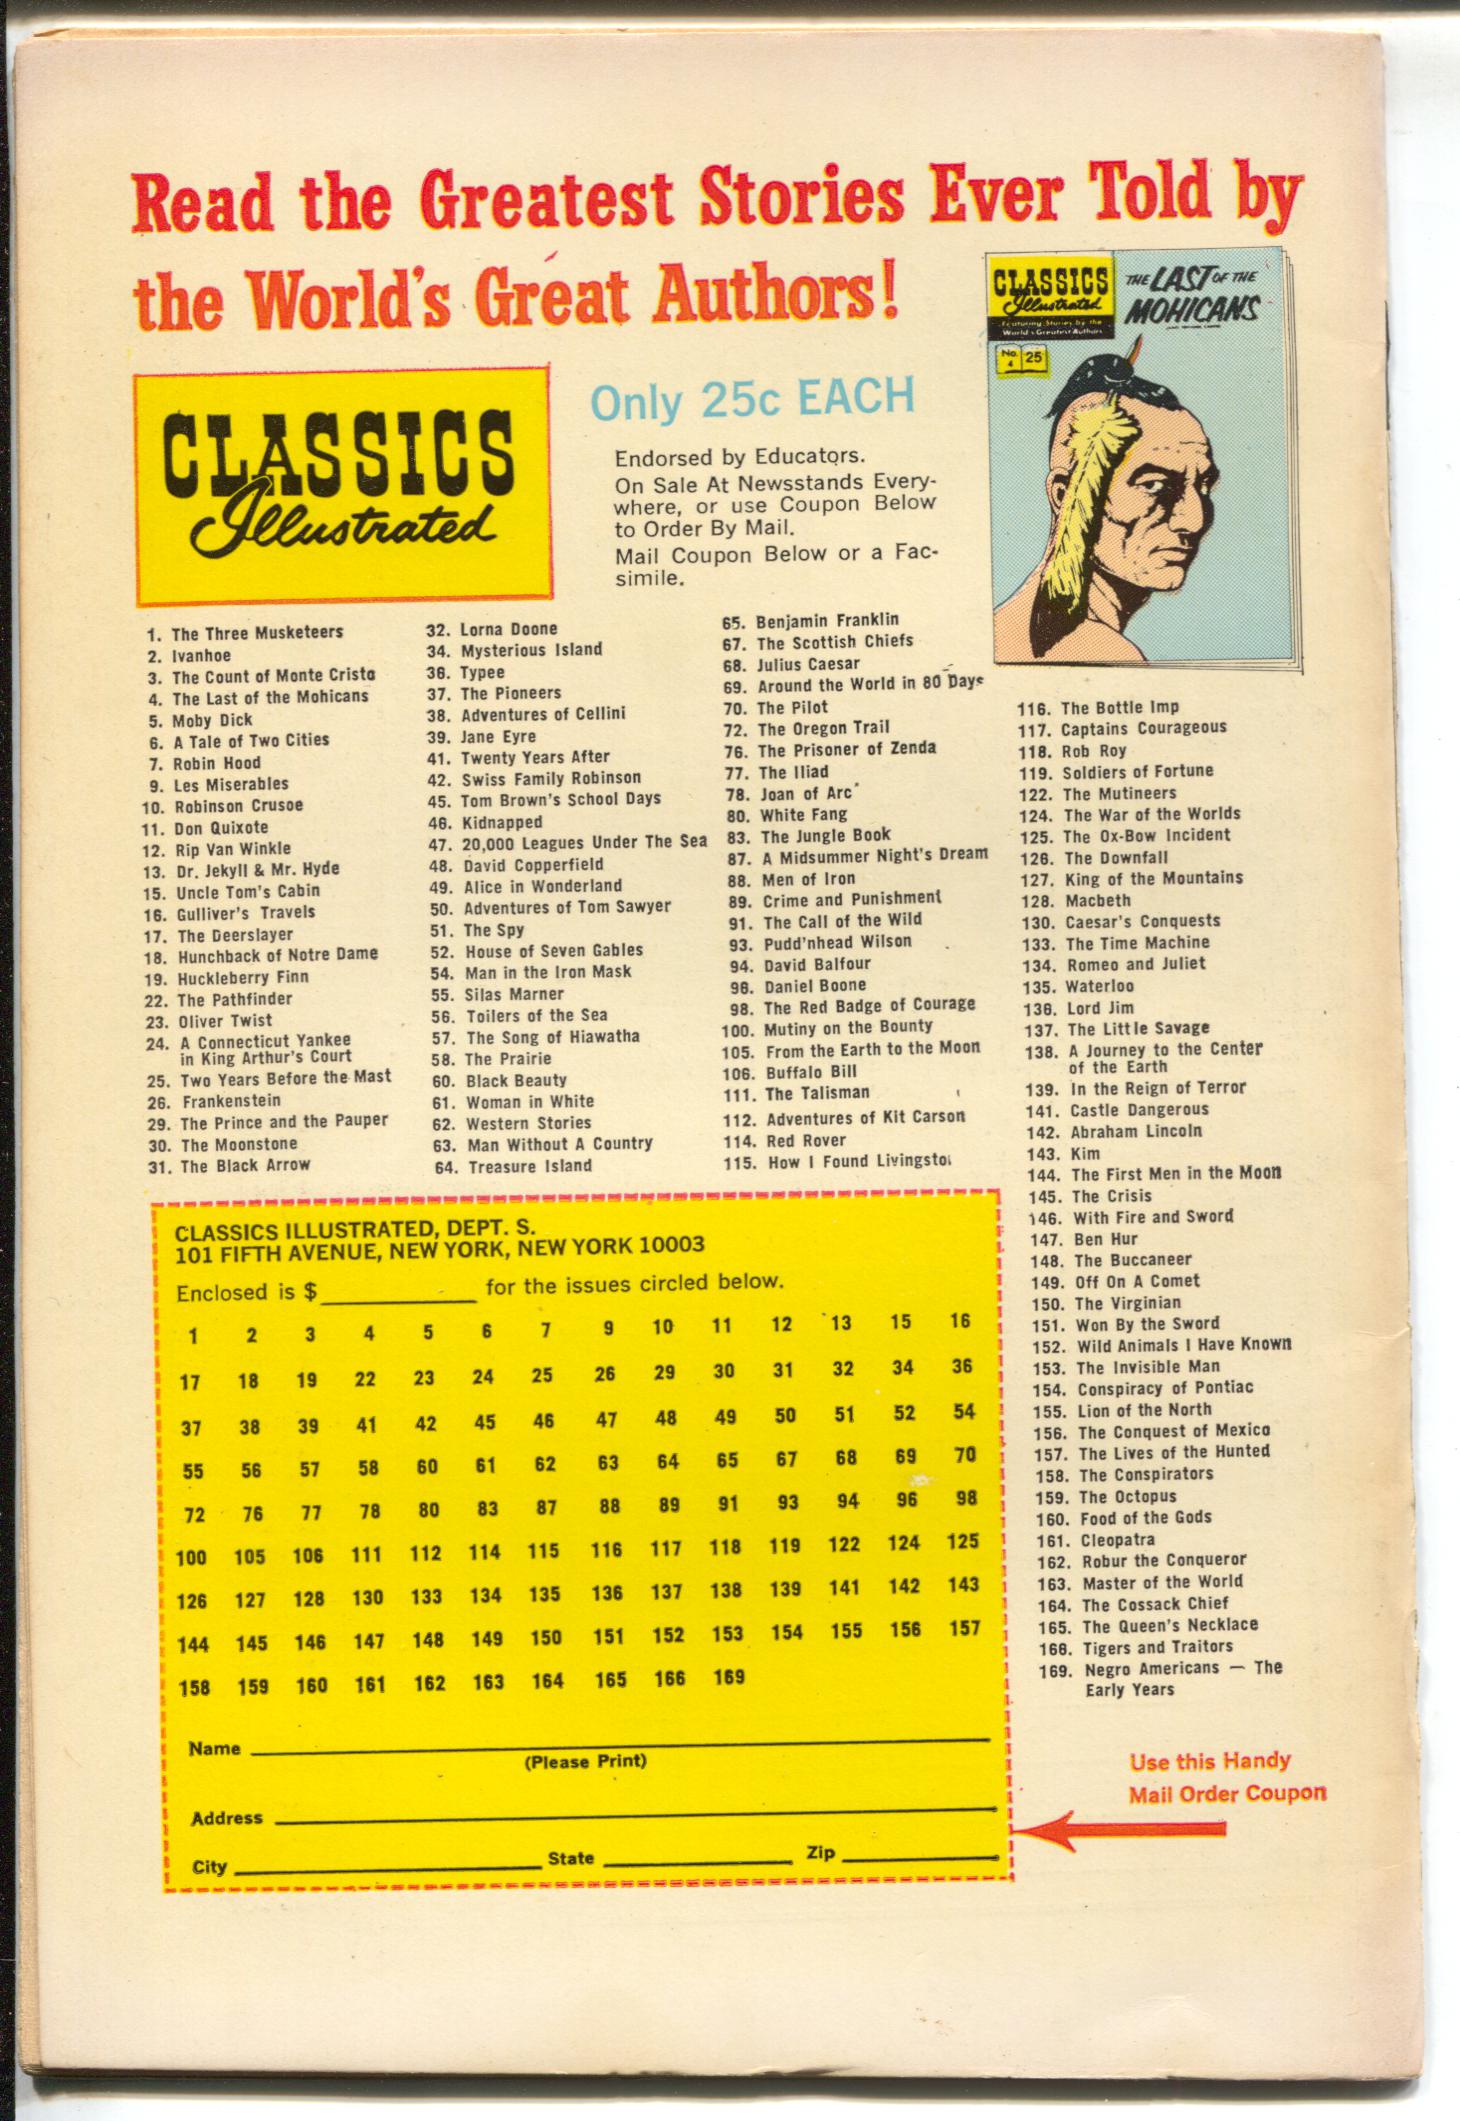 Read the Greatest Stories Ever Told by
the World's Great Authors!
CLASSICS
Illustrated
Only 25c EACH
Endorsed by Educators.
On Sale At Newsstands Every-
where, or use Coupon Below
to Order By Mail.
Mail Coupon Below or a Fac-
simile.
CLASSICS
Illustrated
Featuring Stories by the
World's Greatest Authors
No. 4 25
THE LAST OF THE
MOHICANS
1. The Three Musketeers
2. Ivanhoe
3. The Count of Monte Cristo
4. The Last of the Mohicans
5. Moby Dick
6. A Tale of Two Cities
7. Robin Hood
9. Les Miserables
10. Robinson Crusoe
11. Don Quixote
12. Rip Van Winkle
13. Dr. Jekyll & Mr. Hyde
15. Uncle Tom's Cabin
16. Gulliver's Travels
17. The Deerslayer
18. Hunchback of Notre Dame
19. Huckleberry Finn
22. The Pathfinder
23. Oliver Twist
24. A Connecticut Yankee
in King Arthur's Court
25. Two Years Before the Mast
26. Frankenstein
29. The Prince and the Pauper
30. The Moonstone
31. The Black Arrow
32. Lorna Doone
34. Mysterious Island
36. Typee
37. The Pioneers
38. Adventures of Cellini
39. Jane Eyre
41. Twenty Years After
42. Swiss Family Robinson
45. Tom Brown's School Days
46. Kidnapped
47. 20,000 Leagues Under The Sea
48. David Copperfield
49. Alice in Wonderland
50. Adventures of Tom Sawyer
51. The Spy
52. House of Seven Gables
54. Man in the Iron Mask
55. Silas Marner
56. Toilers of the Sea
57. The Song of Hiawatha
58. The Prairie
60. Black Beauty
61. Woman in White
62. Western Stories
63. Man Without A Country
64. Treasure Island
65. Benjamin Franklin
67. The Scottish Chiefs
68. Julius Caesar
69. Around the World in 80 Days
70. The Pilot
72. The Oregon Trail
76. The Prisoner of Zenda
77. The Iliad
78. Joan of Arc
80. White Fang
83. The Jungle Book
87. A Midsummer Night's Dream
88. Men of Iron
89. Crime and Punishment
91. The Call of the Wild
93. Pudd'nhead Wilson
94. David Balfour
96. Daniel Boone
98. The Red Badge of Courage
100. Mutiny on the Bounty
105. From the Earth to the Moon
106. Buffalo Bill
111. The Talisman
112. Adventures of Kit Carson
114. Red Rover
115. How I Found Livingsto
116. The Bottle Imp
117. Captains Courageous
118. Rob Roy
119. Soldiers of Fortune
122. The Mutineers
124. The War of the Worlds
125. The Ox-Bow Incident
126. The Downfall
127. King of the Mountains
128. Macbeth
130. Caesar's Conquests
133. The Time Machine
134. Romeo and Juliet
135. Waterloo
136. Lord Jim
137. The Little Savage
138. A Journey to the Center
of the Earth
139. In the Reign of Terror
141. Castle Dangerous
142. Abraham Lincoln
143. Kim
144. The First Men in the Moon
145. The Crisis
146. With Fire and Sword
147. Ben Hur
148. The Buccaneer
149. Off On A Comet
150. The Virginian
151. Won By the Sword
152. Wild Animals I Have Known
153. The Invisible Man
154. Conspiracy of Pontiac
155. Lion of the North
156. The Conquest of Mexico
157. The Lives of the Hunted
158. The Conspirators
159. The Octopus
160. Food of the Gods
161. Cleopatra
162. Robur the Conqueror
163. Master of the World
164. The Cossack Chief
165. The Queen's Necklace
166. Tigers and Traitors
169. Negro Americans — The
Early Years
CLASSICS ILLUSTRATED, DEPT. S.
101 FIFTH AVENUE, NEW YORK, NEW YORK 10003
Enclosed is $ for the issues circled below.
1 2 3 4 5 6 7 9 10 11 12 13 15 16
17 18 19 22 23 24 25 26 29 30 31 32 34 36
37 38 39 41 42 45 46 47 48 49 50 51 52 54
55 56 57 58 60 61 62 63 64 65 67 68 69 70
72 76 77 78 80 83 87 88 89 91 93 94 96 98
100 105 106 111 112 114 115 116 117 118 119 122 124 125
126 127 128 130 133 134 135 136 137 138 139 141 142 143
144 145 146 147 148 149 150 151 152 153 154 155 156 157
158 159 160 161 162 163 164 165 166 169
Name
(Please Print)
Address
City State Zip
Use this Handy
Mail Order Coupon